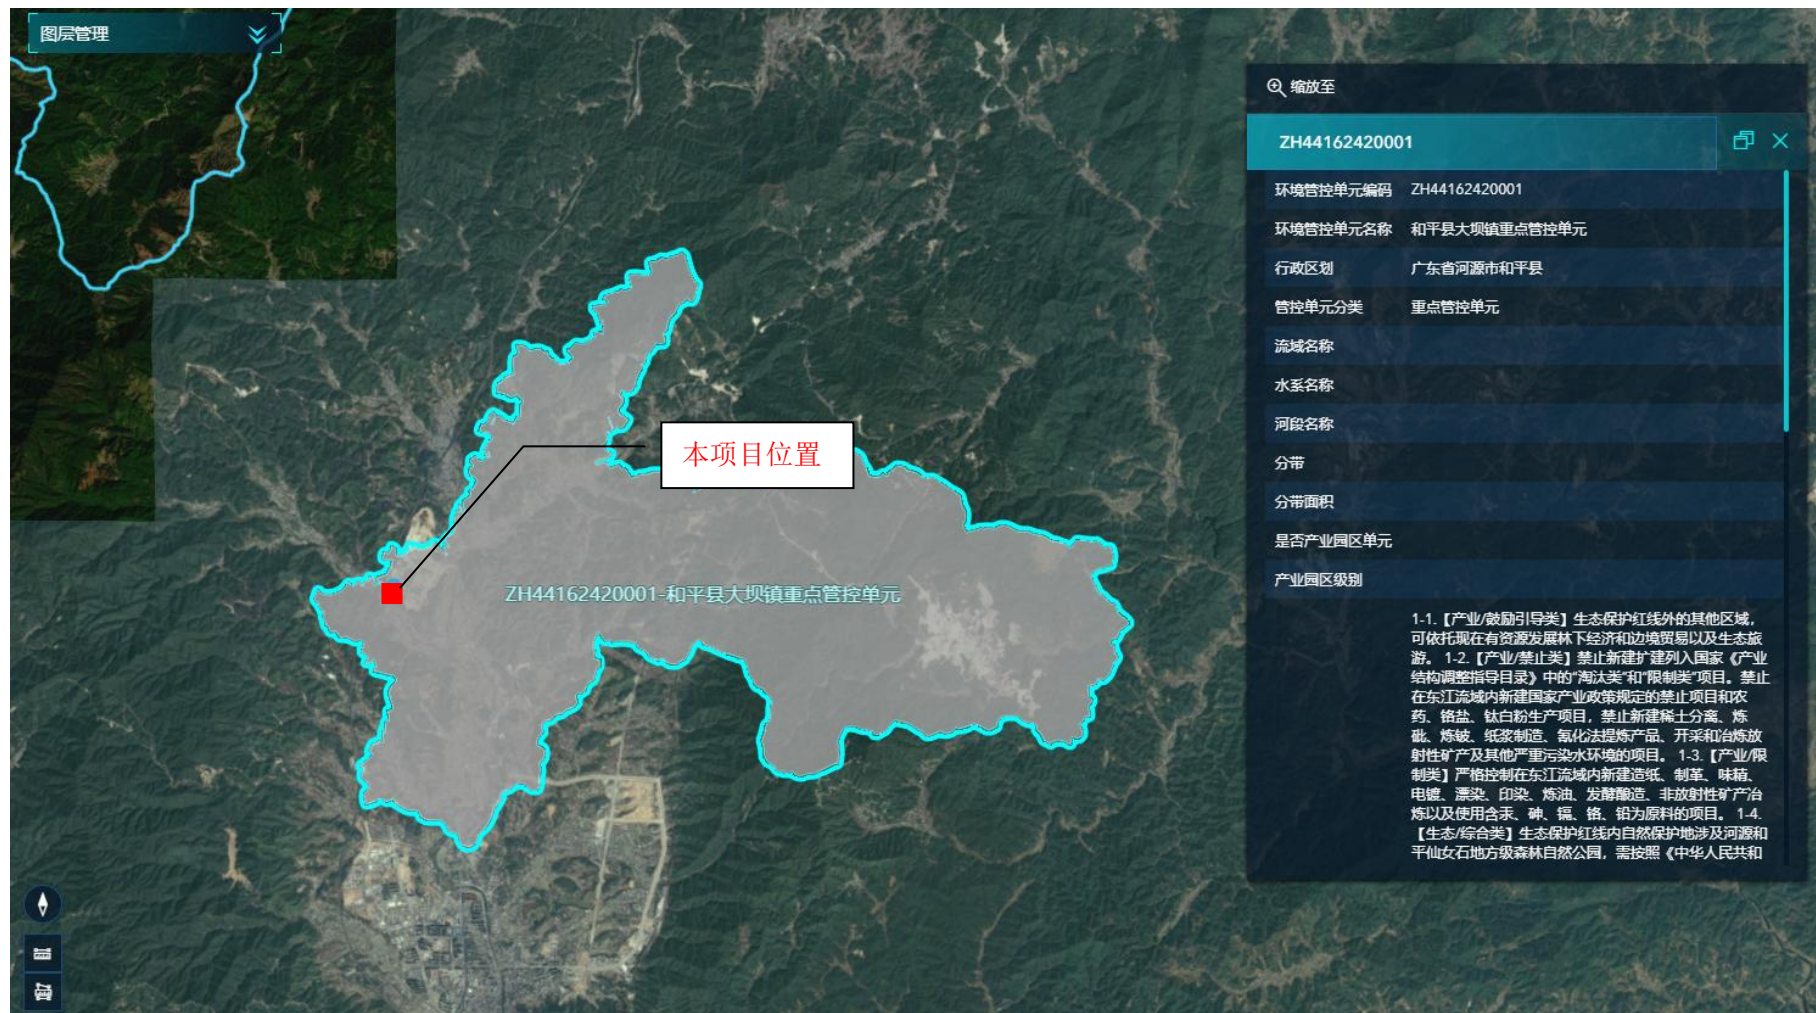 图层管理
缩放至
ZH44162420001
环境管控单元编码 ZH44162420001
环境管控单元名称 和平县大坝镇重点管控单元
行政区划 广东省河源市和平县
管控单元分类 重点管控单元
流域名称
水系名称
河段名称
分带
分带面积
是否产业园区单元
产业园区级别
1-1.【产业/鼓励引导类】生态保护红线外的其他区域，
可依托现在有资源发展林下经济和边境贸易以及生态旅
游。 1-2.【产业/禁止类】禁止新建扩建列入国家《产业
结构调整指导目录》中的“淘汰类”和“限制类”项目。禁止
在东江流域内新建国家产业政策规定的禁止项目和农
药、铬盐、钛白粉生产项目，禁止新建稀土分离、炼
砒、炼铍、纸浆制造、氰化法提炼产品、开采和冶炼放
射性矿产及其他严重污染水环境的项目。 1-3.【产业/限
制类】严格控制在东江流域内新建造纸、制革、味精、
电镀、漂染、印染、炼油、发酵酿造、非放射性矿产冶
炼以及使用含汞、砷、镉、铬、铅为原料的项目。 1-4.
【生态/综合类】生态保护红线内自然保护地涉及河源和
平仙女石地方级森林自然公园，需按照《中华人民共和
本项目位置
ZH44162420001-和平县大坝镇重点管控单元